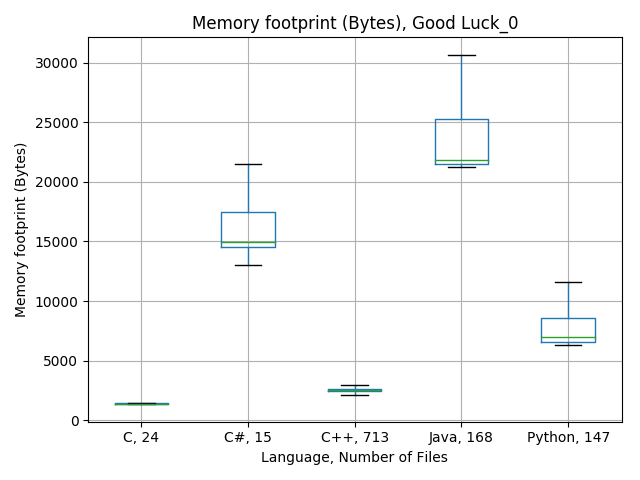 Memory footprint (Bytes), Good Luck_0
Memory footprint (Bytes)
30000
25000
20000
15000
10000
5000
0
C, 24
C#, 15
C++, 713
Java, 168
Python, 147
Language, Number of Files